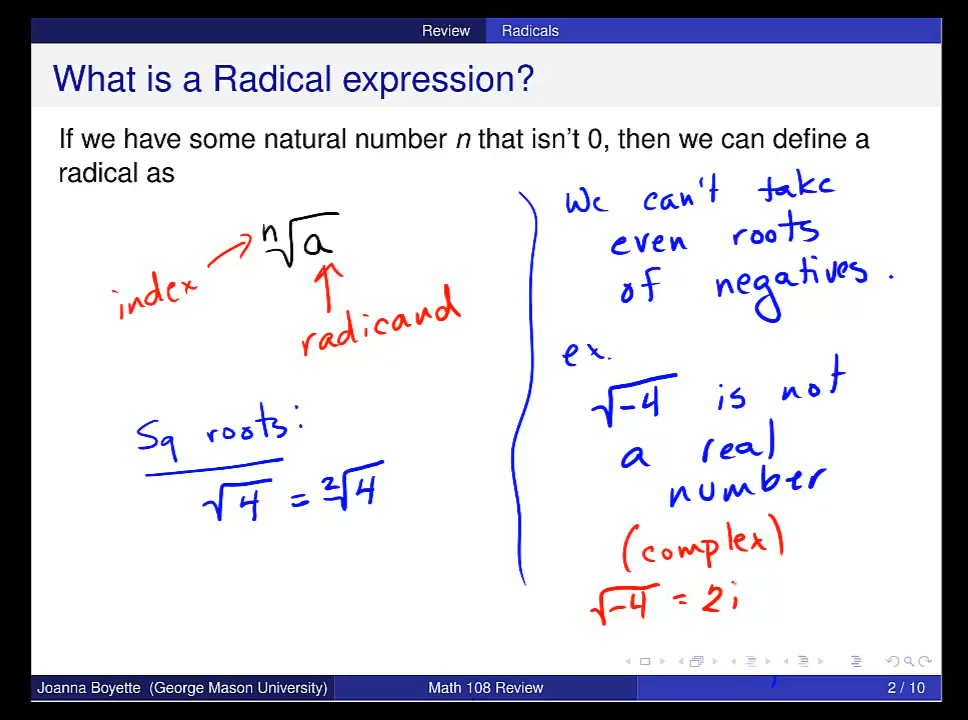 Review Radicals
What is a Radical expression?
If we have some natural number n that isn't 0, then we can define a
radical as
n√a
index
radicand
Sq roots:
√4 = ²√4
We can't take
even roots
of negatives.
ex.
√-4 is not
a real
number
(complex)
√-4 = 2i
Joanna Boyette (George Mason University) Math 108 Review 2 / 10